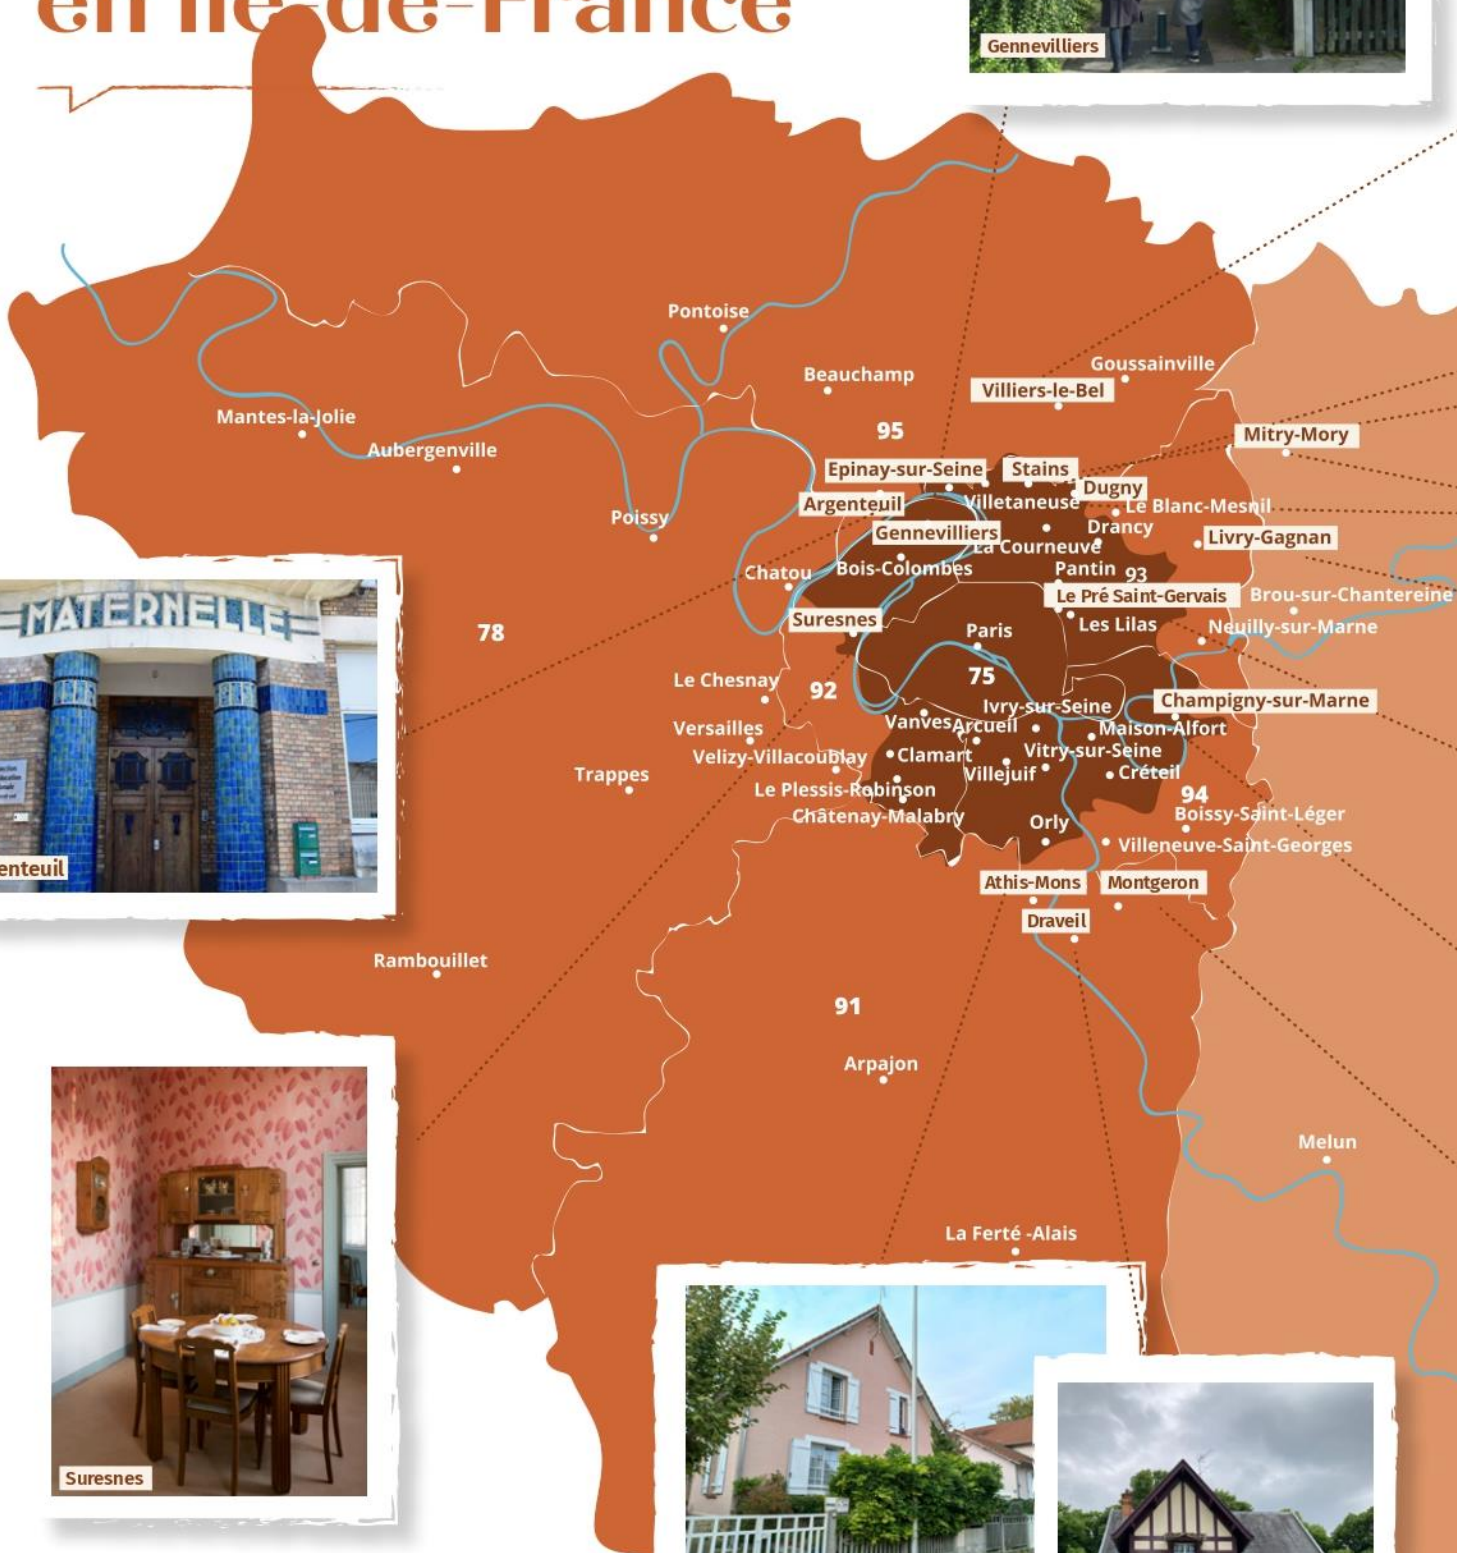 en Île-de-France
Gennevilliers
Pontoise
Goussainville
Beauchamp
Villiers-le-Bel
Mantes-la-Jolie
95
Mitry-Mory
Aubergenville
Epinay-sur-Seine
Stains
Dugny
Argenteuil
Villetaneuse
Le Blanc-Mesnil
Poissy
Drancy
Gennevilliers
Livry-Gagnan
La Courneuve
Chatou
Bois-Colombes
Pantin
93
Le Pré Saint-Gervais
Brou-sur-Chantereine
MATERNELLE
Suresnes
Les Lilas
Neuilly-sur-Marne
78
Paris
75
Le Chesnay
92
Champigny-sur-Marne
Ivry-sur-Seine
Vanves
Arcueil
Versailles
Maison-Alfort
Velizy-Villacoublay
Clamart
Vitry-sur-Seine
Trappes
Villejuif
Créteil
Le Plessis-Robinson
94
Châtenay-Malabry
Orly
Boissy-Saint-Léger
Villeneuve-Saint-Georges
enteuil
Athis-Mons
Montgeron
Draveil
Rambouillet
91
Arpajon
Melun
La Ferté -Alais
Suresnes